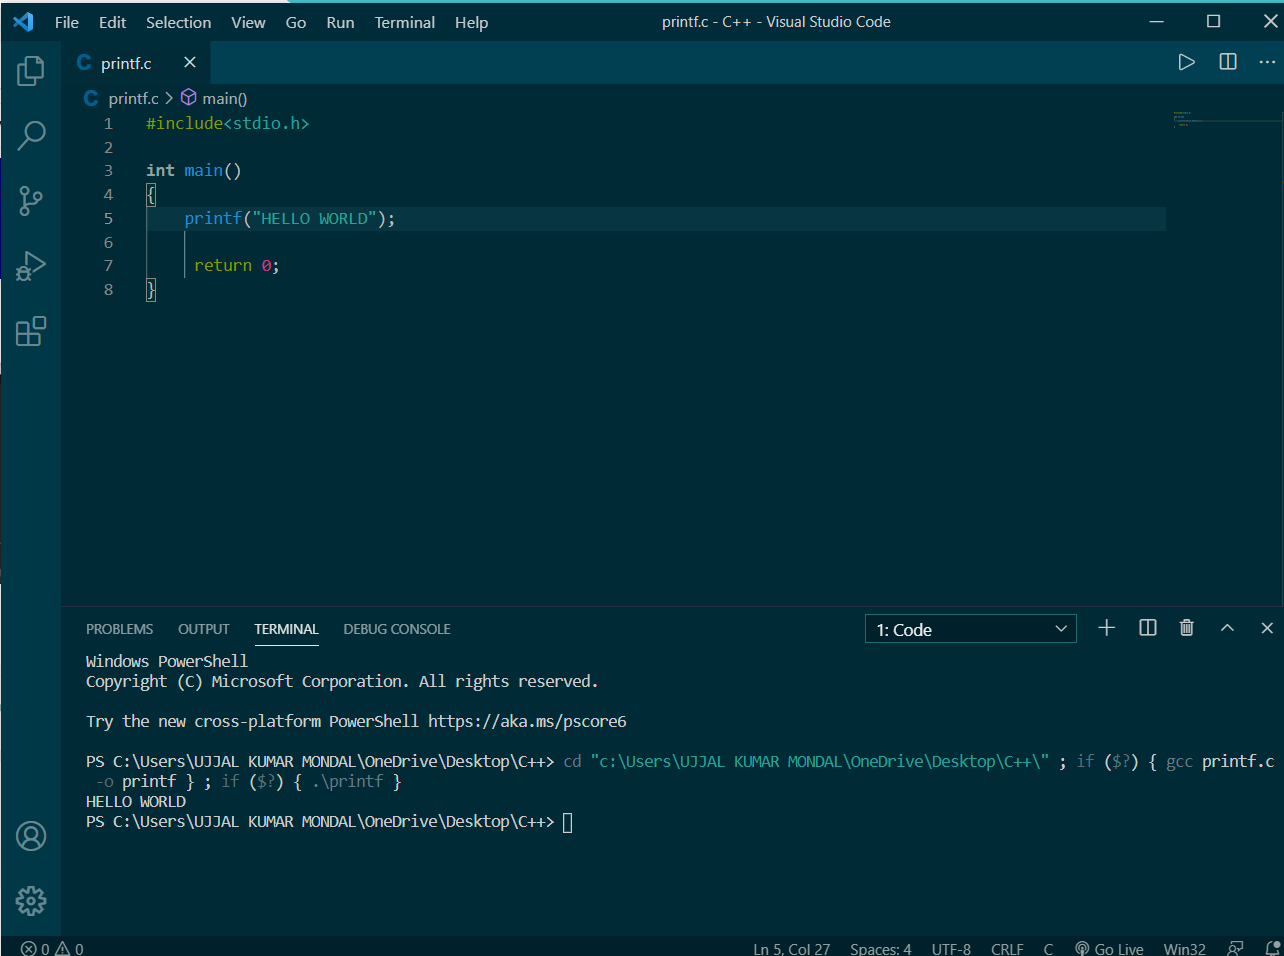 File Edit Selection View Go Run Terminal Help printf.c - C++ - Visual Studio Code
C printf.c
C printf.c > main()
1 #include<stdio.h>
2
3 int main()
4 {
5 printf("HELLO WORLD");
6
7 return 0;
8 }
PROBLEMS OUTPUT TERMINAL DEBUG CONSOLE 1: Code
Windows PowerShell
Copyright (C) Microsoft Corporation. All rights reserved.
Try the new cross-platform PowerShell https://aka.ms/pscore6
PS C:\Users\UJJAL KUMAR MONDAL\OneDrive\Desktop\C++> cd "c:\Users\UJJAL KUMAR MONDAL\OneDrive\Desktop\C++\" ; if ($?) { gcc printf.c
-o printf } ; if ($?) { .\printf }
HELLO WORLD
PS C:\Users\UJJAL KUMAR MONDAL\OneDrive\Desktop\C++>
0 0 Ln 5, Col 27 Spaces: 4 UTF-8 CRLF C Go Live Win32